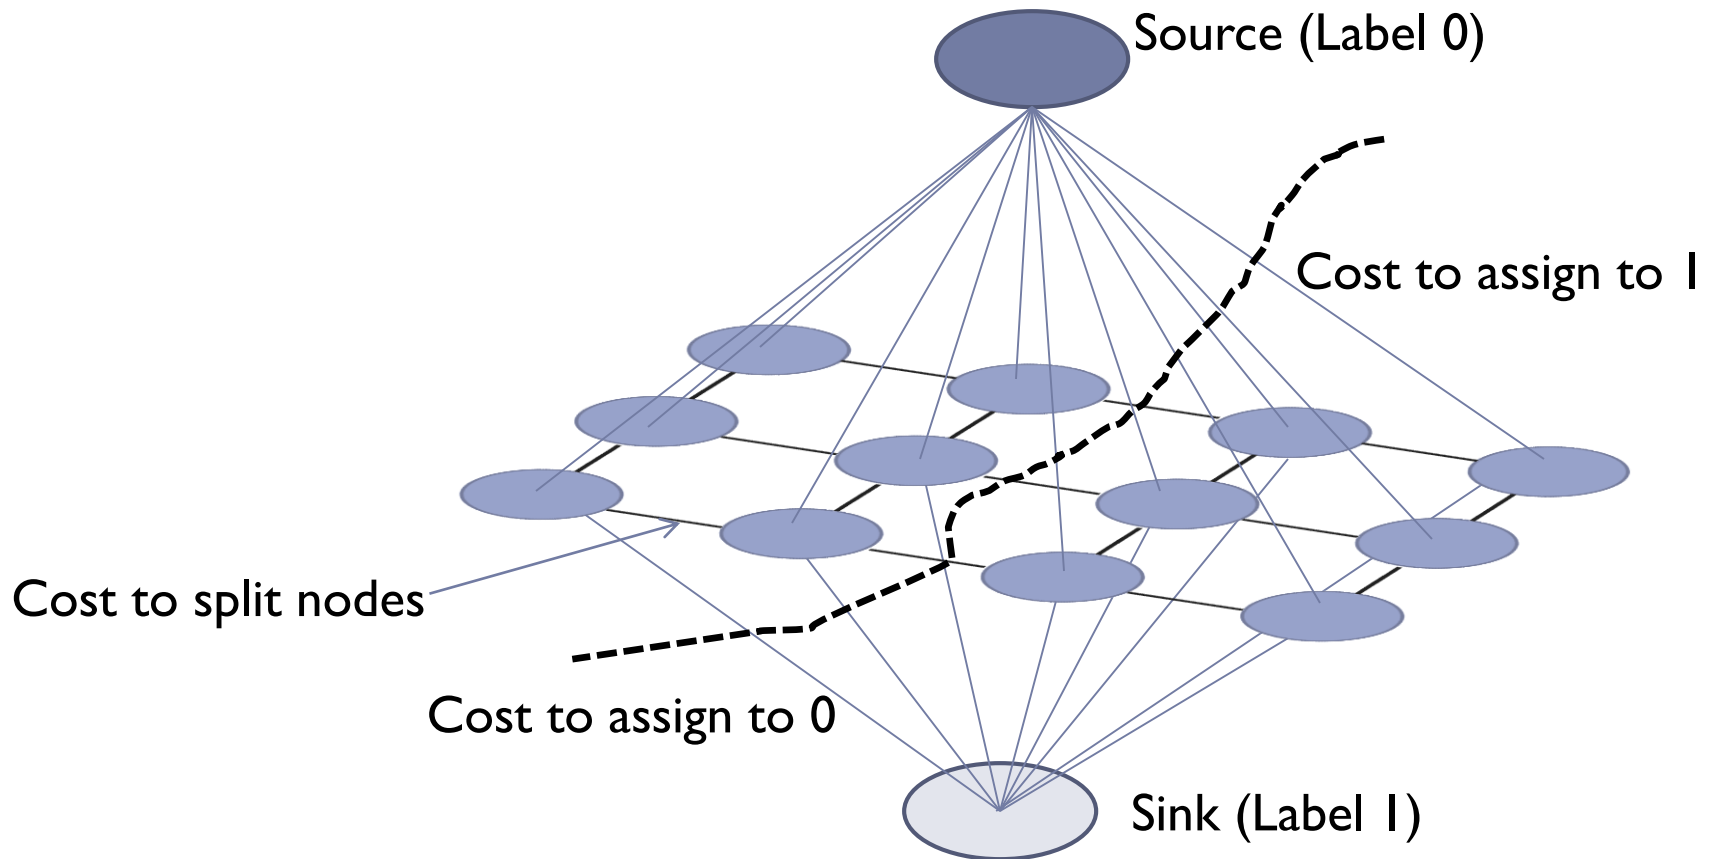 Source (Label 0)
Cost to assign to 1
Cost to split nodes
Cost to assign to 0
Sink (Label 1)